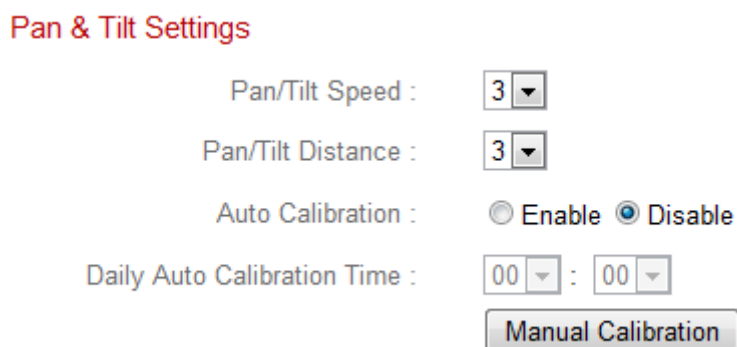 Pan & Tilt Settings
Pan/Tilt Speed : 3
Pan/Tilt Distance : 3
Auto Calibration : Enable Disable
Daily Auto Calibration Time : 00 : 00
Manual Calibration